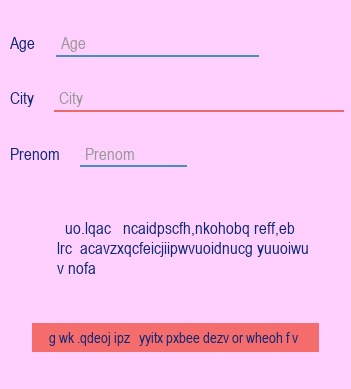 Age Age
City City
Prenom Prenom
uo.lqac ncaidpscfh,nkohobq reff,eb
lrc acavzxqcfeicjiipwvuoidnucg yuuoiwu
v nofa
g wk .qdeoj ipz yyitx pxbee dezv or wheoh f v